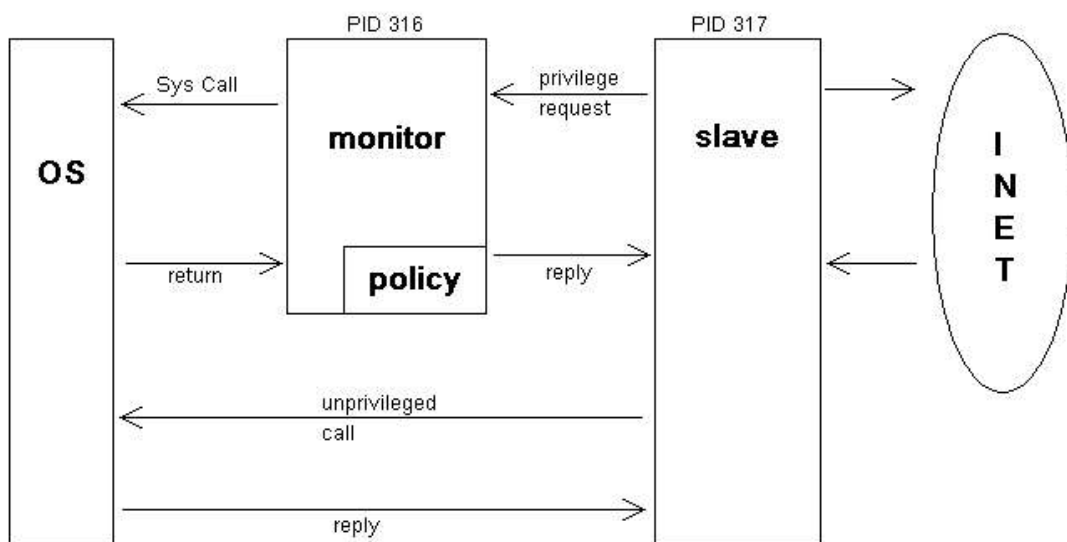 PID 316
PID 317
Sys Call
privilege
request
monitor
slave
OS
I
N
E
T
return
policy
reply
unprivileged
call
reply